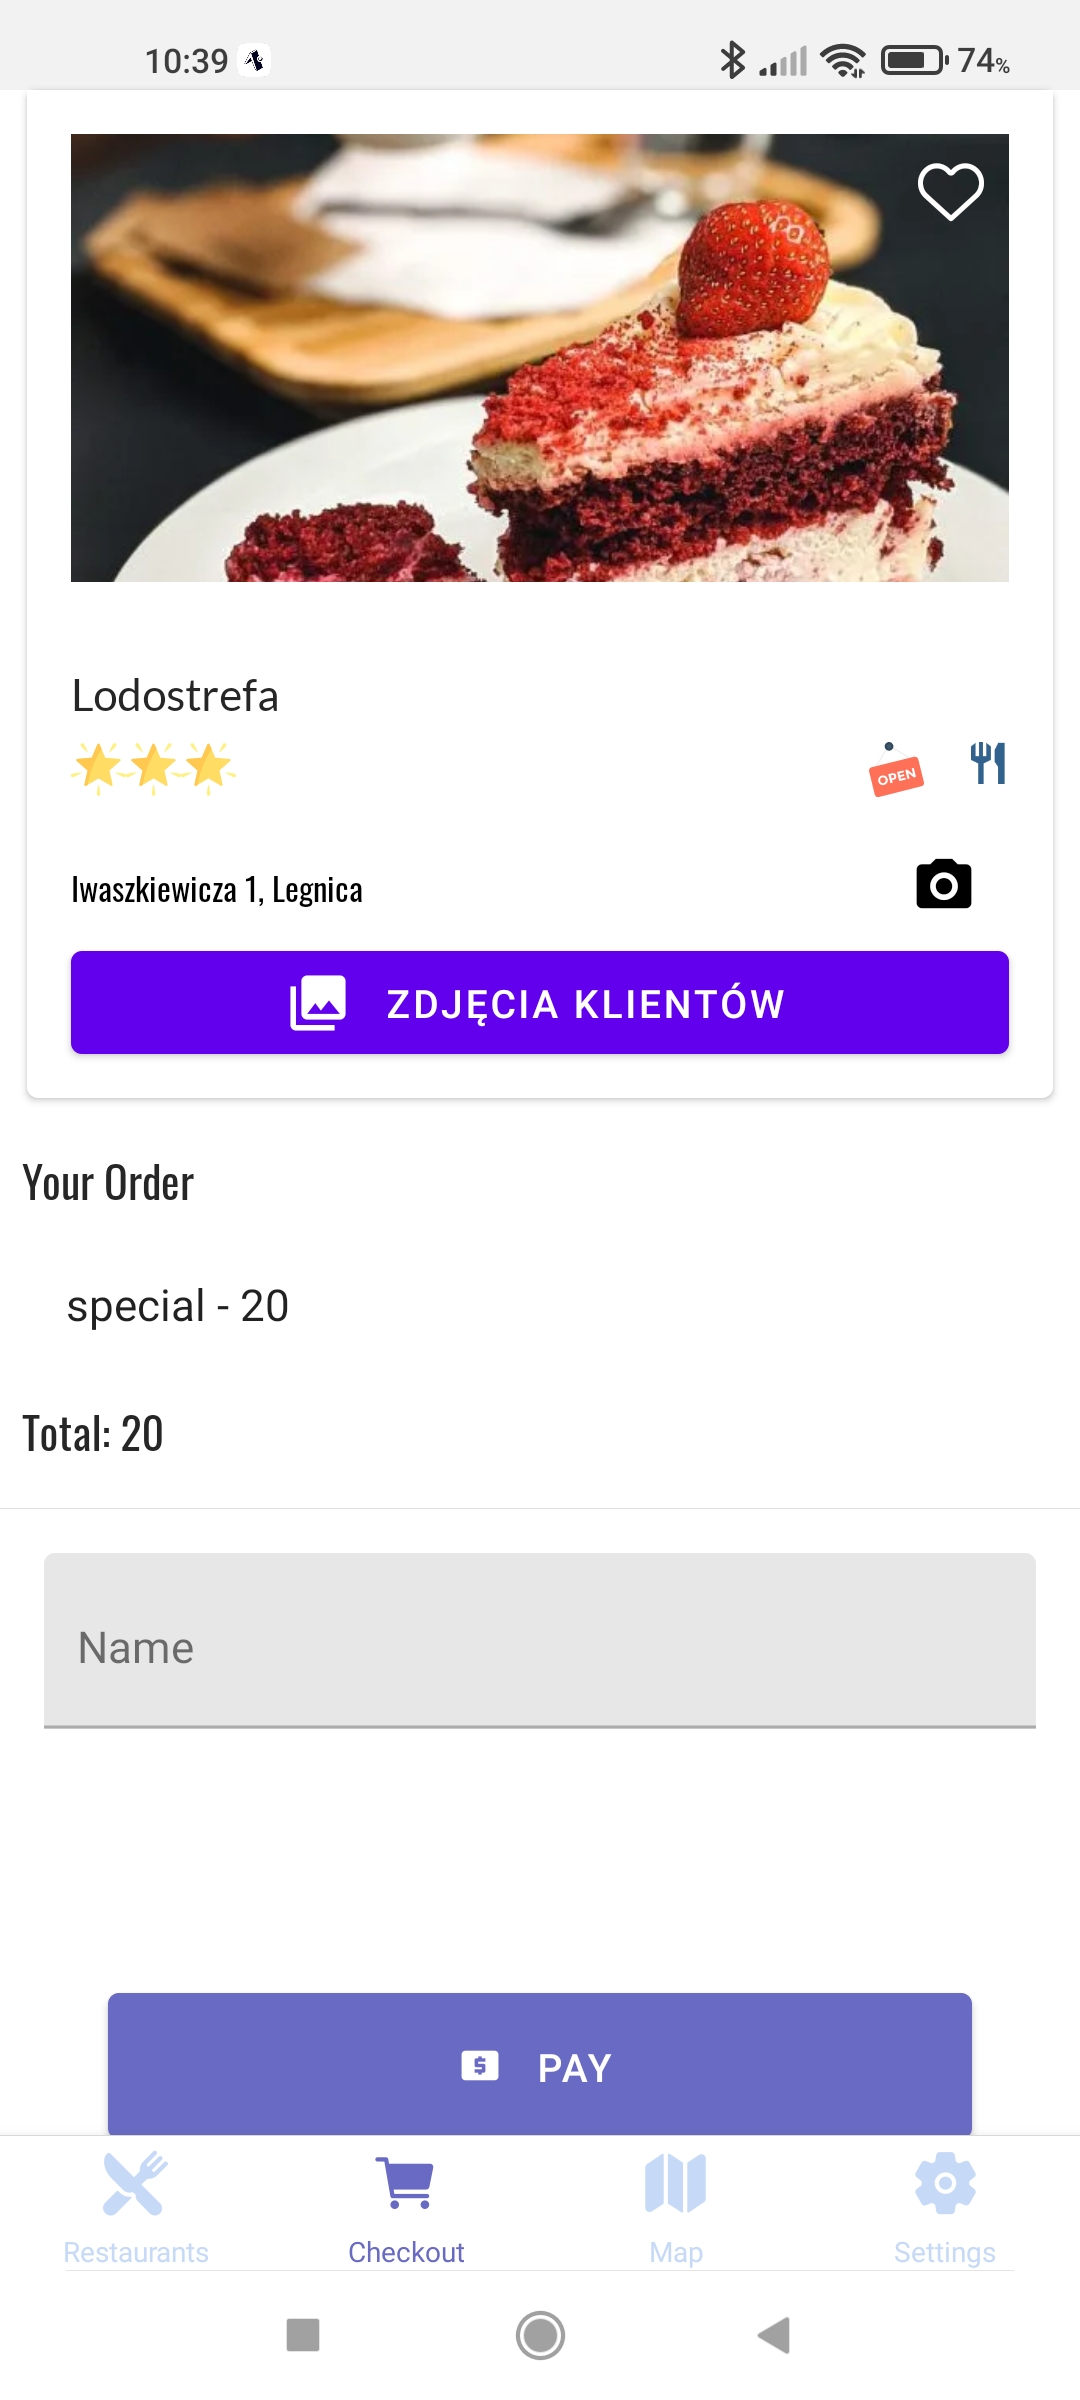 10:39
74%
Lodostrefa
OPEN
Iwaszkiewicza 1, Legnica
ZDJĘCIA KLIENTÓW
Your Order
special - 20
Total: 20
Name
$ PAY
Restaurants Checkout Map Settings